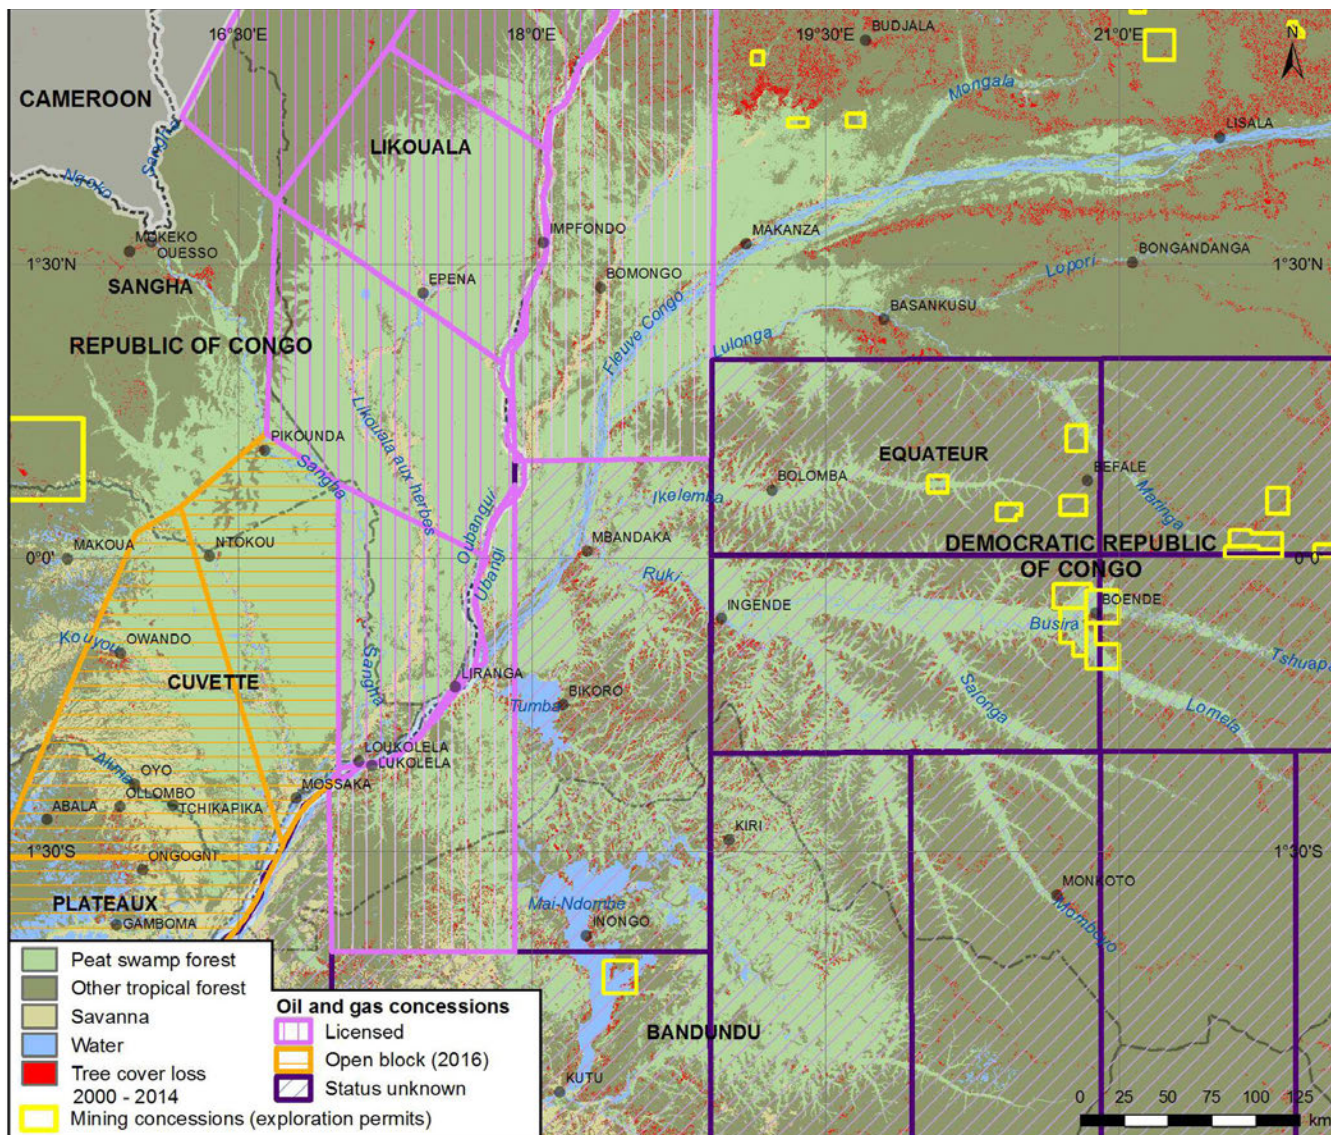 16°30'E
18°0'E
19°30'E
21°0'E
N
BUDJALA
CAMEROON
Mongala
LISALA
LIKOUALA
Sangha
Ngoko
MOKEKO
OUESSO
IMPFONDO
MAKANZA
BONGANDANGA
1°30'N
1°30'N
SANGHA
EPENA
BOMONGO
Lopori
BASANKUSU
REPUBLIC OF CONGO
Fleuve Congo
Lulonga
Likouala aux herbes
PIKOUNDA
Sangha
EQUATEUR
BOLOMBA
BEFALE
Ikelemba
Maringa
MAKOUA
NTOKOU
Oubangui
Ubangi
MBANDAKA
0°0'
DEMOCRATIC REPUBLIC
OF CONGO
0 0
Ruki
INGENDE
BOENDE
Busira
Kouyou
OWANDO
CUVETTE
Sangha
LIRANGA
Tumba
BIKORO
Salonga
Tshuap
Lomela
LOUKOLELA
LUKOLELA
Alima
OYO
OLLOMBO
TCHIKAPIKA
MOSSAKA
ABALA
KIRI
1°30'S
1°30'S
ONGOGNI
MONKOTO
PLATEAUX
GAMBOMA
Mai-Ndombe
INONGO
Momboyo
BANDUNDU
KUTU
Peat swamp forest
Other tropical forest
Savanna
Water
Tree cover loss
2000 - 2014
Mining concessions (exploration permits)
Oil and gas concessions
Licensed
Open block (2016)
Status unknown
0 25 50 75 100 125
km